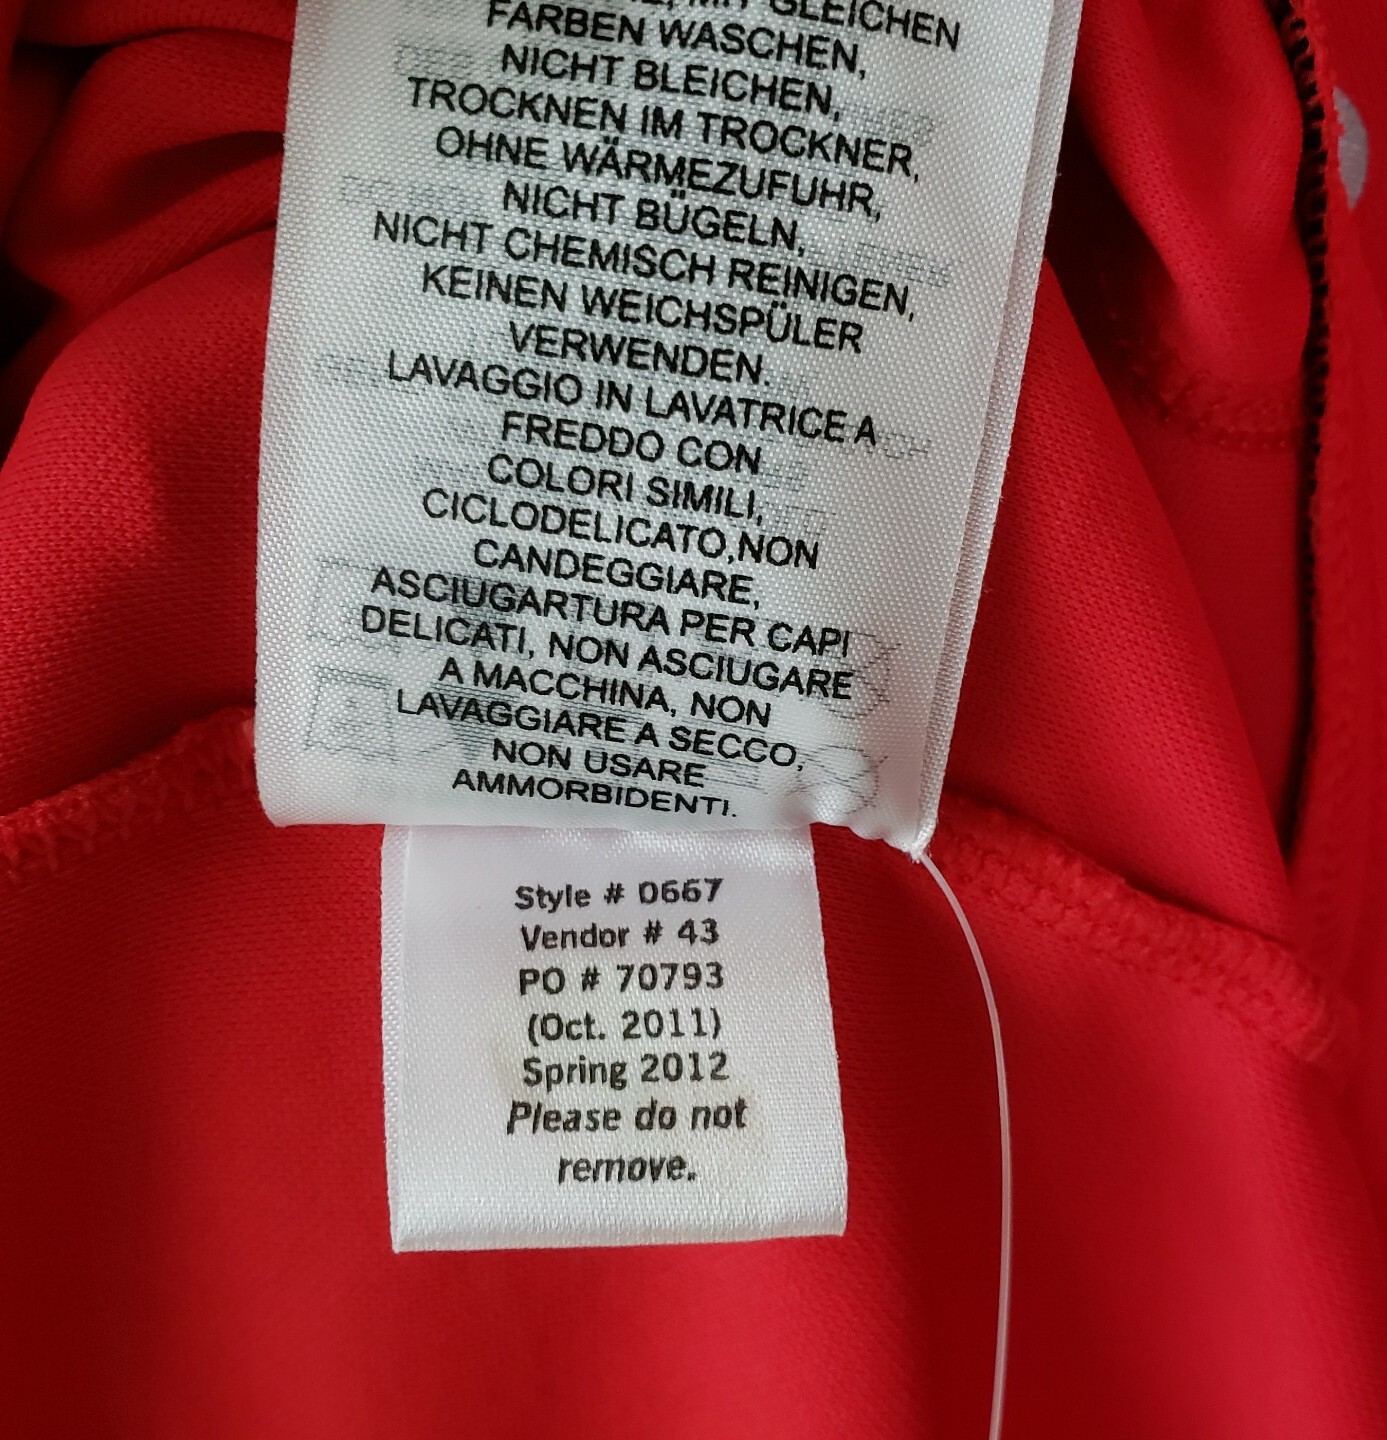 GLEICHEN
FARBEN WASCHEN,
NICHT BLEICHEN,
TROCKNEN IM TROCKNER,
OHNE WÄRMEZUFUHR,
NICHT BÜGELN,
NICHT CHEMISCH REINIGEN,
KEINEN WEICHSPÜLER
VERWENDEN.
LAVAGGIO IN LAVATRICE A
FREDDO CON
COLORI SIMILI,
CICLODELICATO,NON
CANDEGGIARE,
ASCIUGARTURA PER CAPI
DELICATI, NON ASCIUGARE
A MACCHINA, NON
LAVAGGIARE A SECCO,
NON USARE
AMMORBIDENTI.
Style # 0667
Vendor # 43
PO # 70793
(Oct. 2011)
Spring 2012
Please do not
remove.